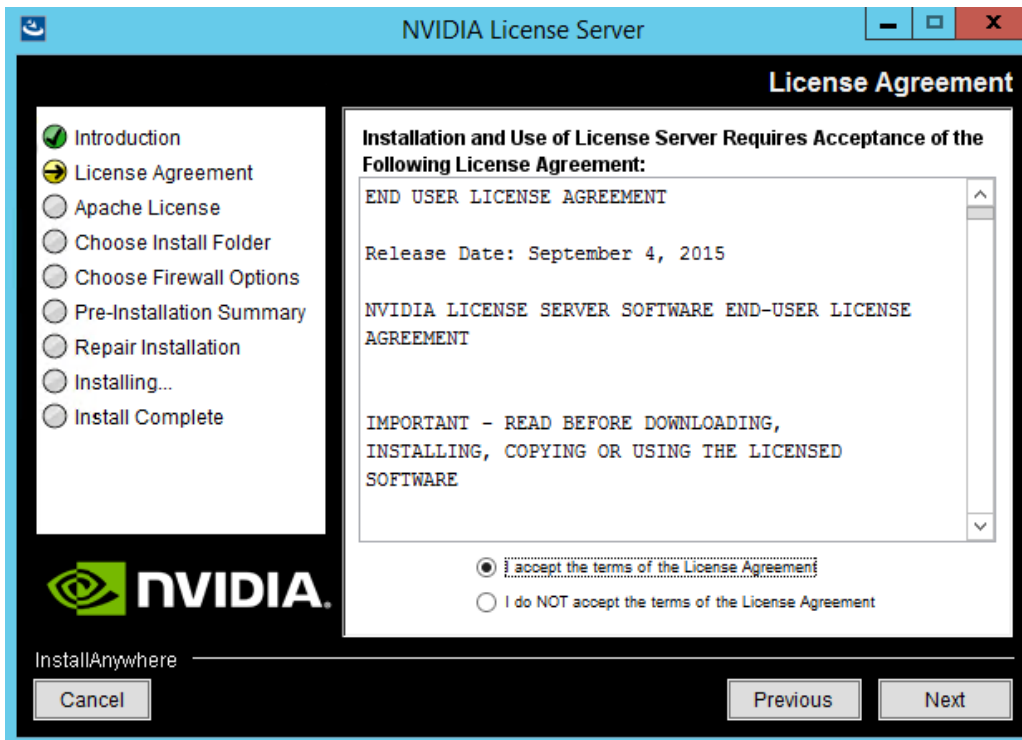 NVIDIA License Server
License Agreement
Introduction
License Agreement
Apache License
Choose Install Folder
Choose Firewall Options
Pre-Installation Summary
Repair Installation
Installing...
Install Complete
Installation and Use of License Server Requires Acceptance of the
Following License Agreement:
END USER LICENSE AGREEMENT
Release Date: September 4, 2015
NVIDIA LICENSE SERVER SOFTWARE END-USER LICENSE
AGREEMENT
IMPORTANT - READ BEFORE DOWNLOADING,
INSTALLING, COPYING OR USING THE LICENSED
SOFTWARE
I accept the terms of the License Agreement
I do NOT accept the terms of the License Agreement
NVIDIA.
InstallAnywhere
Cancel
Previous
Next